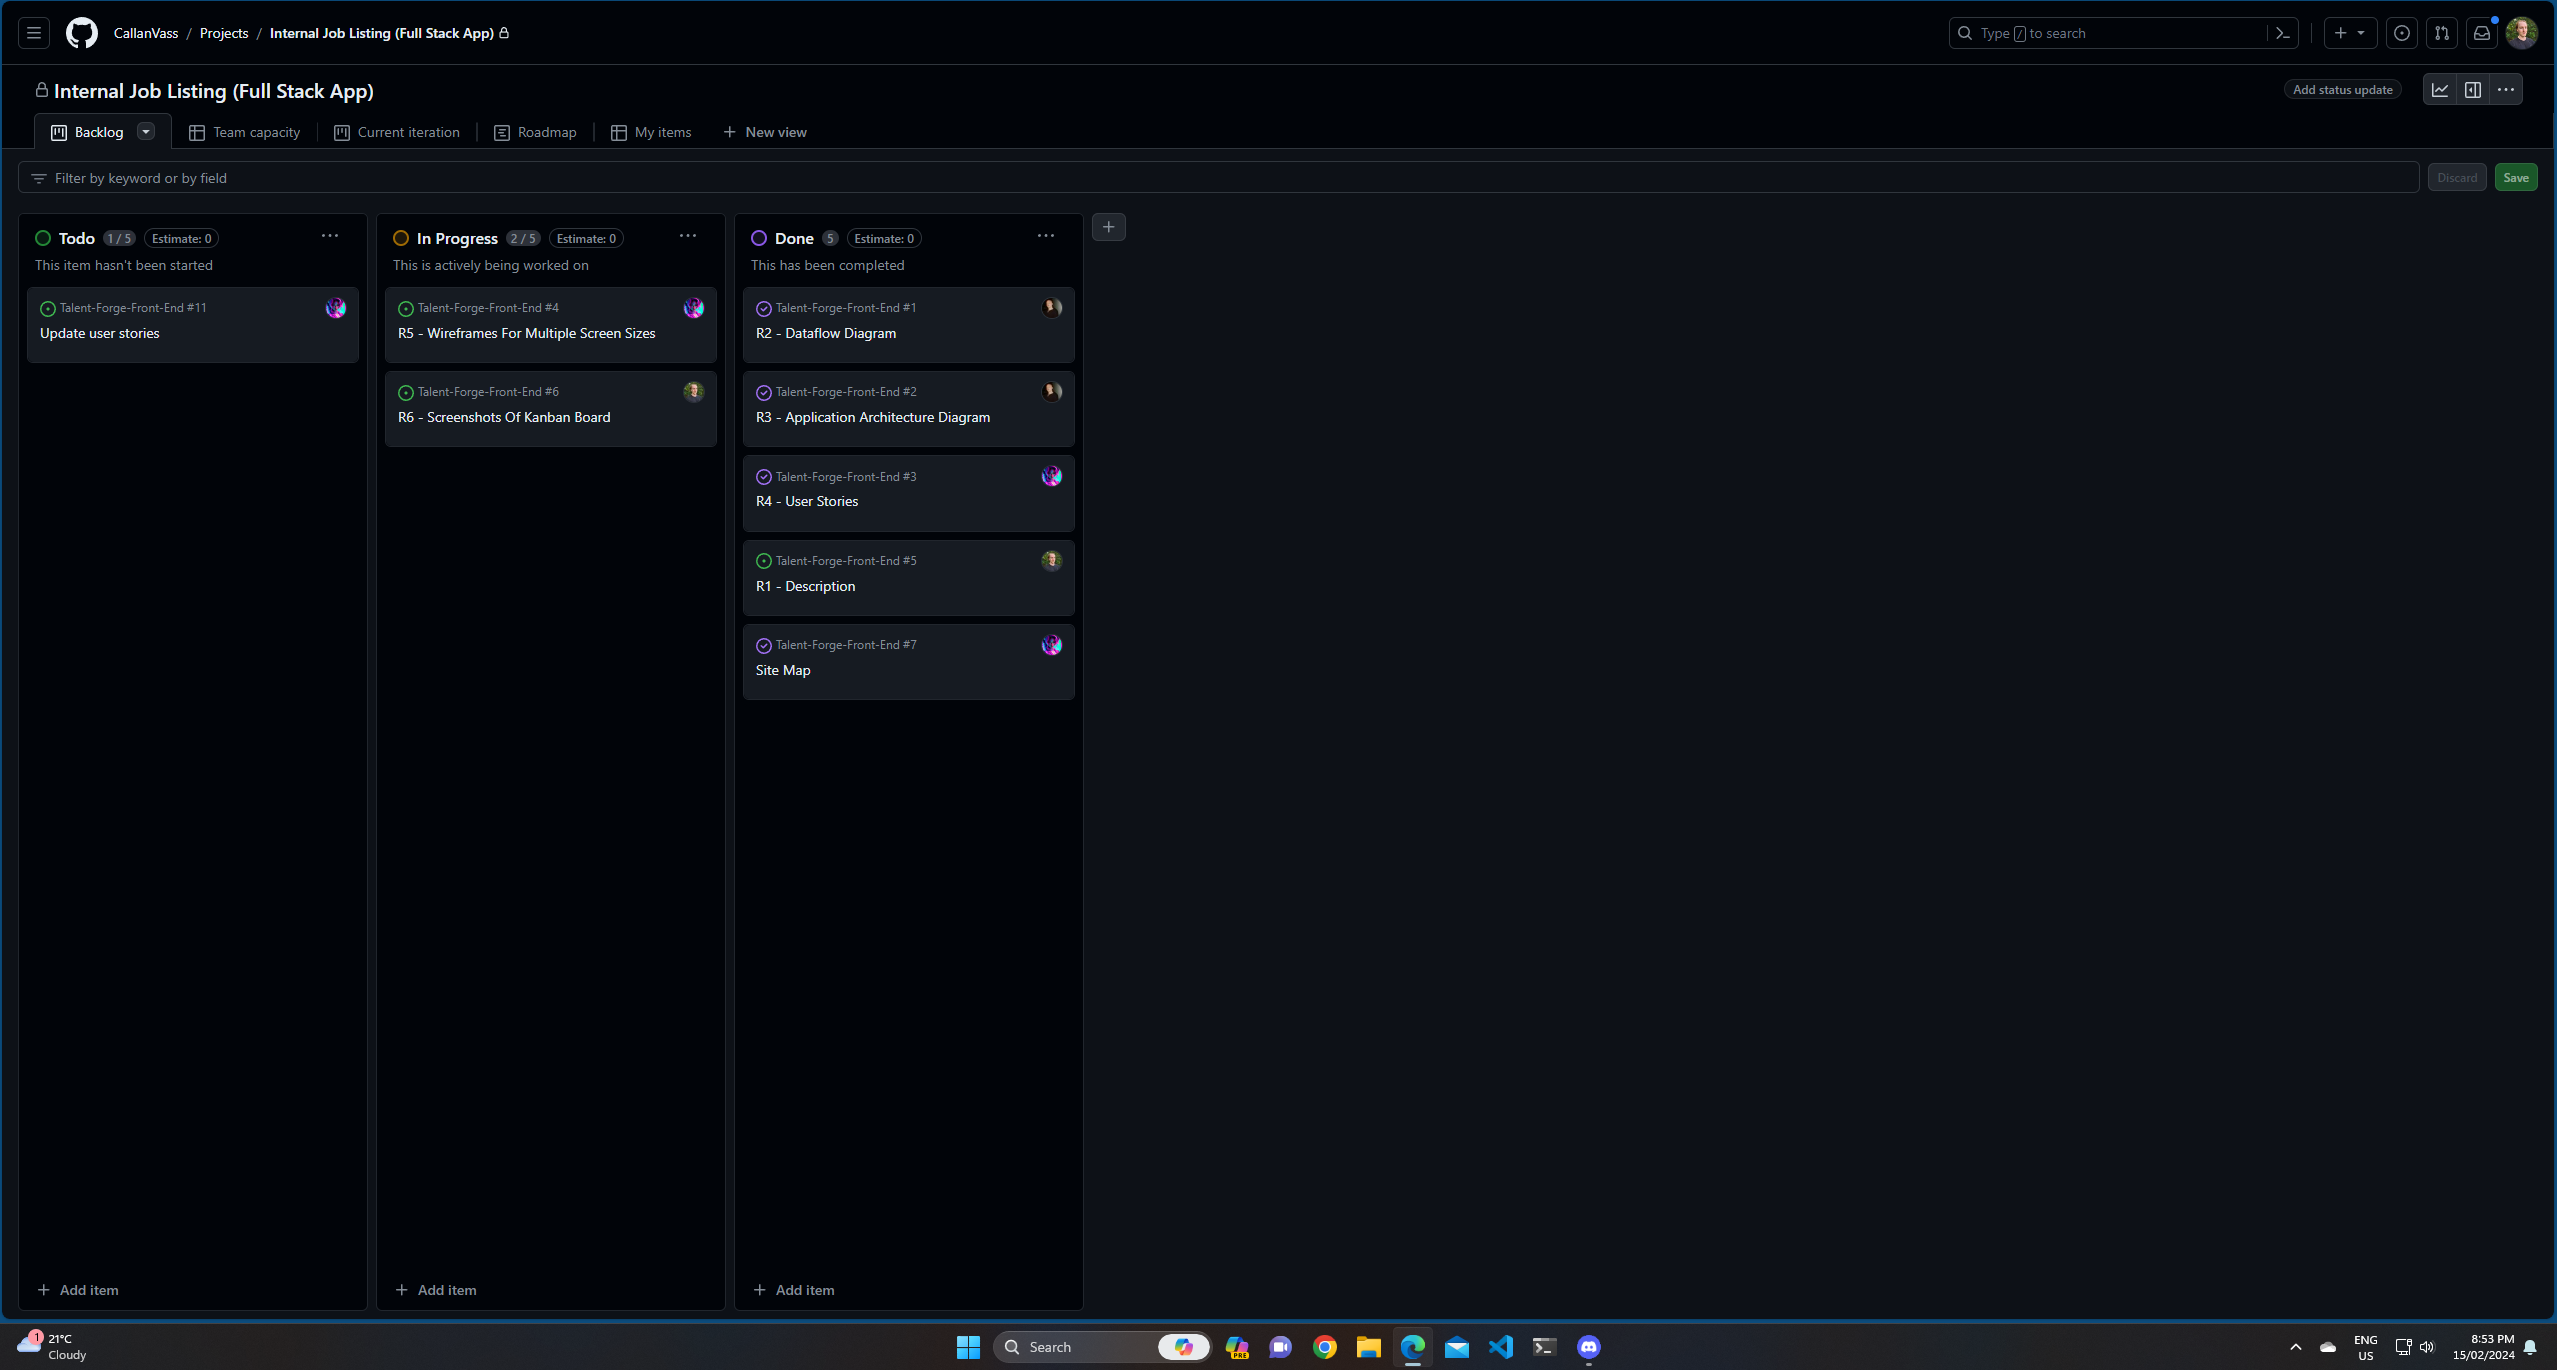 CallanVass / Projects / Internal Job Listing (Full Stack App)
Type / to search
Internal Job Listing (Full Stack App)
Add status update
Backlog
Team capacity
Current iteration
Roadmap
My items
New view
Filter by keyword or by field
Discard
Save
Todo 1 / 5 Estimate: 0
This item hasn't been started
Talent-Forge-Front-End #11
Update user stories
Add item
In Progress 2 / 5 Estimate: 0
This is actively being worked on
Talent-Forge-Front-End #4
R5 - Wireframes For Multiple Screen Sizes
Talent-Forge-Front-End #6
R6 - Screenshots Of Kanban Board
Add item
Done 5 Estimate: 0
This has been completed
Talent-Forge-Front-End #1
R2 - Dataflow Diagram
Talent-Forge-Front-End #2
R3 - Application Architecture Diagram
Talent-Forge-Front-End #3
R4 - User Stories
Talent-Forge-Front-End #5
R1 - Description
Talent-Forge-Front-End #7
Site Map
Add item
1
21°C
Cloudy
Search
PRE
ENG
US
8:53 PM
15/02/2024